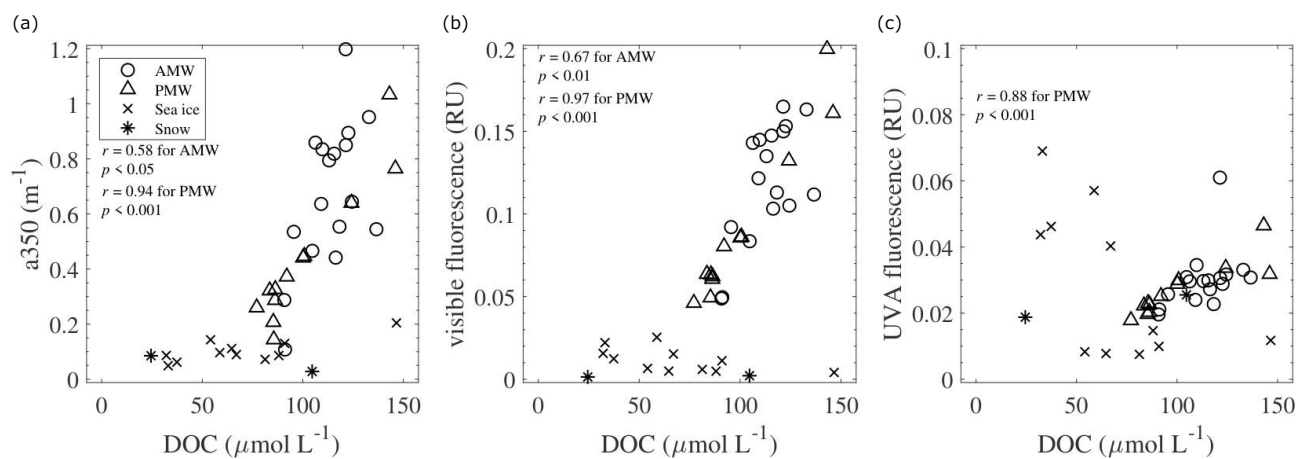 (a)
1.2
1
0.8
0.6
0.4
0.2
0
a350 (m⁻¹)
AMW
PMW
Sea ice
Snow
r = 0.58 for AMW
p < 0.05
r = 0.94 for PMW
p < 0.001
0 50 100 150
DOC (μmol L⁻¹)
(b)
0.2
0.15
0.1
0.05
0
visible fluorescence (RU)
r = 0.67 for AMW
p < 0.01
r = 0.97 for PMW
p < 0.001
0 50 100 150
DOC (μmol L⁻¹)
(c)
0.1
0.08
0.06
0.04
0.02
0
UVA fluorescence (RU)
r = 0.88 for PMW
p < 0.001
0 50 100 150
DOC (μmol L⁻¹)